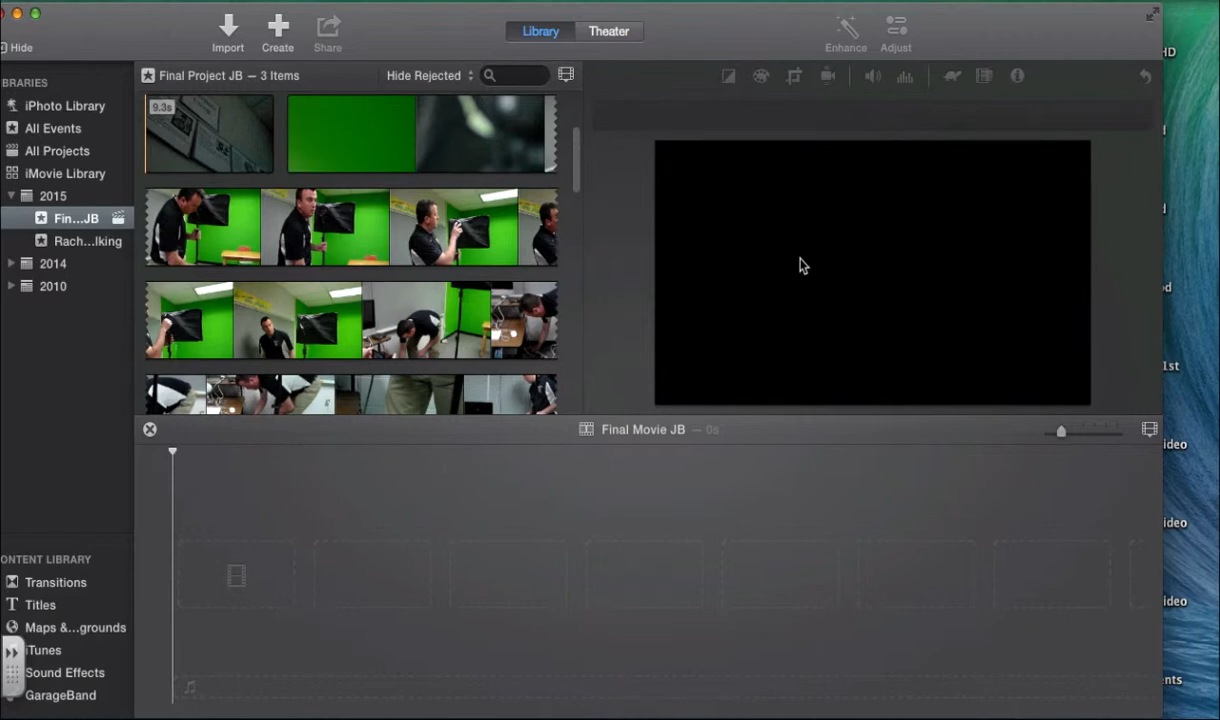 Hide
Import
Create
Share
Library
Theater
Enhance
Adjust
BRARIES
iPhoto Library
All Events
All Projects
iMovie Library
2015
Fin...JB
Rach...lking
2014
2010
Final Project JB — 3 Items
Hide Rejected
9.3s
Final Movie JB — 0s
ONTENT LIBRARY
Transitions
Titles
Maps &...grounds
iTunes
Sound Effects
GarageBand
HD
d
d
od
1st
ideo
ideo
ideo
nts